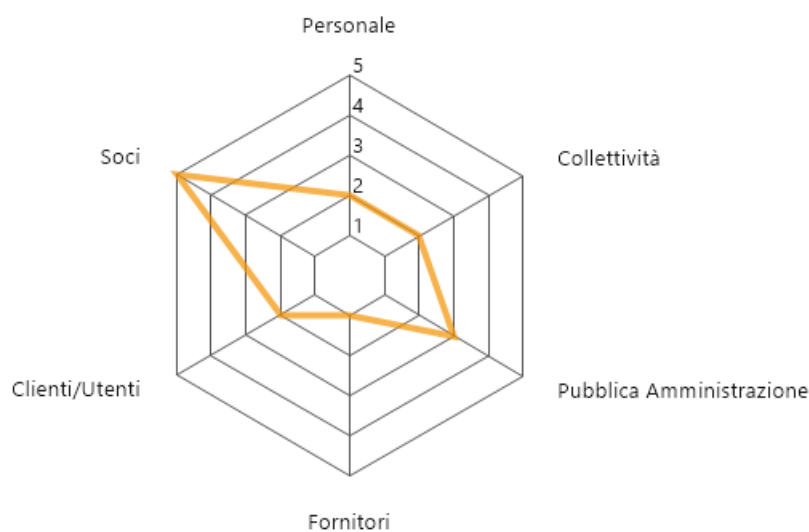 Personale
5
4
Soci
3
Collettività
2
1
Clienti/Utenti
Pubblica Amministrazione
Fornitori